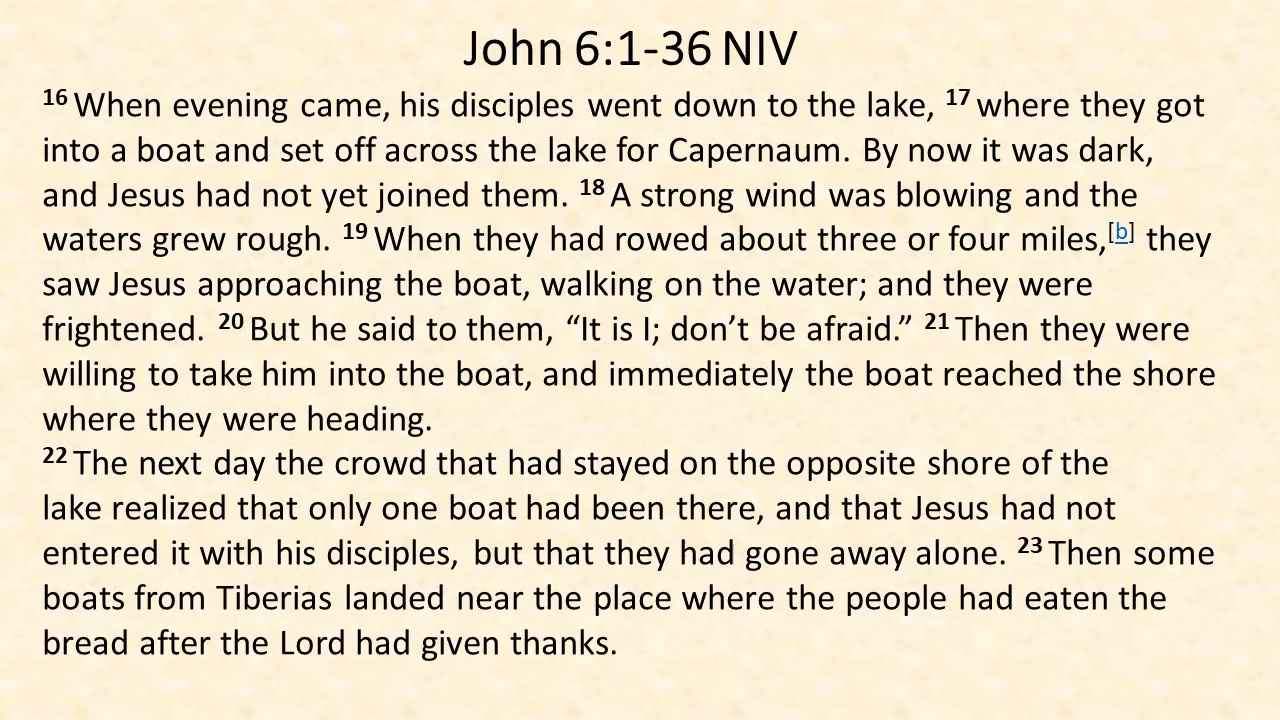 John 6:1-36 NIV
16 When evening came, his disciples went down to the lake, 17 where they got
into a boat and set off across the lake for Capernaum. By now it was dark,
and Jesus had not yet joined them. 18 A strong wind was blowing and the
waters grew rough. 19 When they had rowed about three or four miles,[b] they
saw Jesus approaching the boat, walking on the water; and they were
frightened. 20 But he said to them, “It is I; don’t be afraid.” 21 Then they were
willing to take him into the boat, and immediately the boat reached the shore
where they were heading.
22 The next day the crowd that had stayed on the opposite shore of the
lake realized that only one boat had been there, and that Jesus had not
entered it with his disciples, but that they had gone away alone. 23 Then some
boats from Tiberias landed near the place where the people had eaten the
bread after the Lord had given thanks.